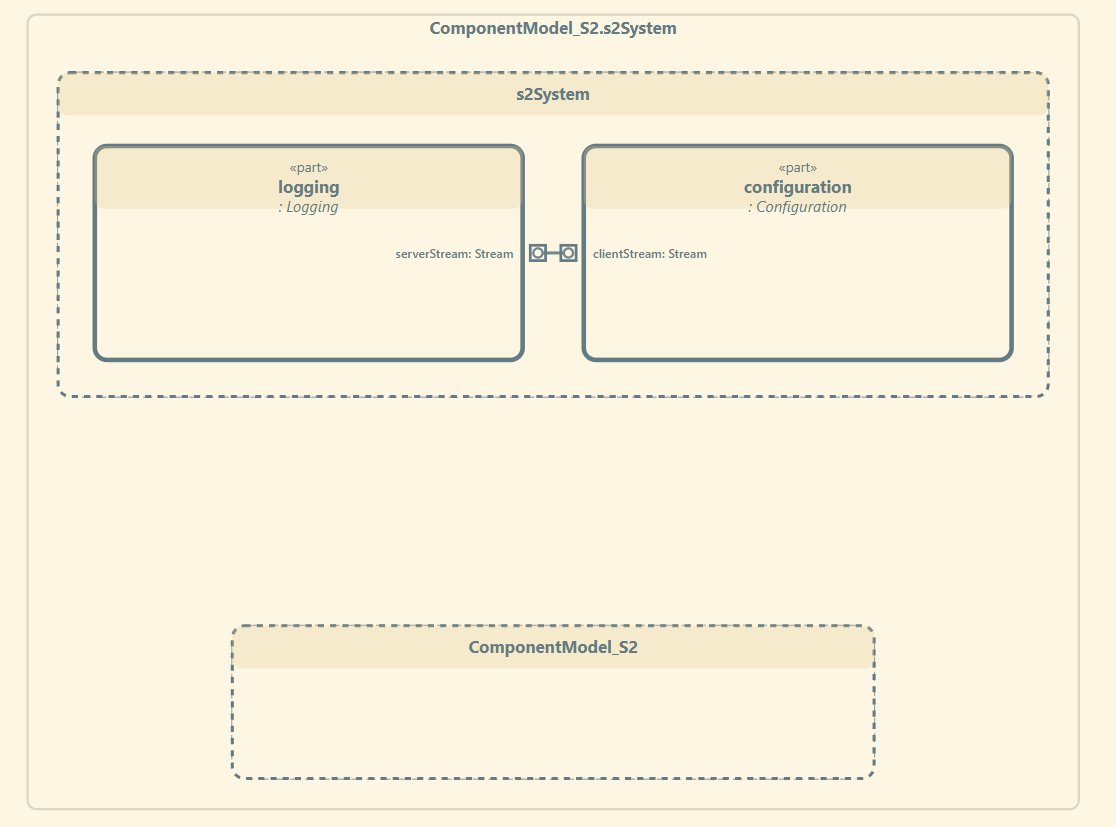 ComponentModel_S2.s2System
s2System
«part»
logging
: Logging
serverStream: Stream
«part»
configuration
: Configuration
clientStream: Stream
ComponentModel_S2